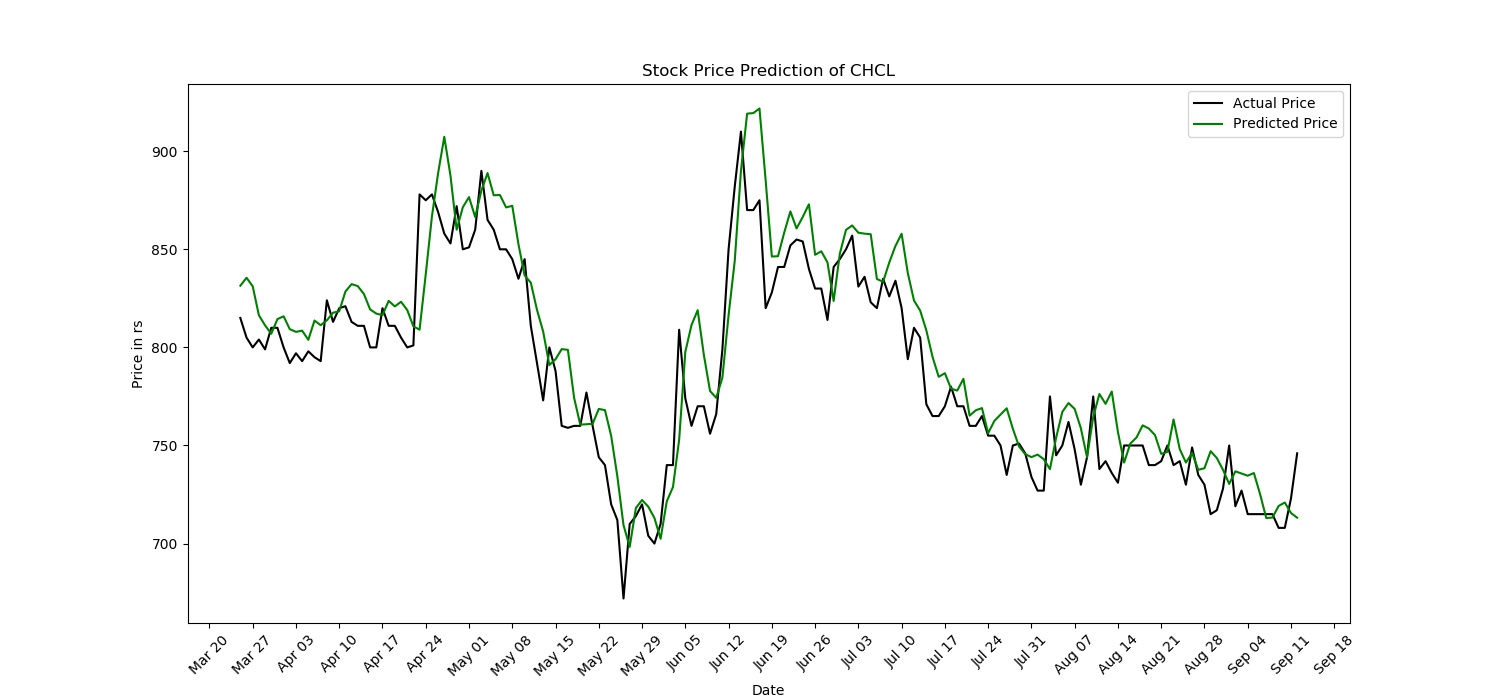 Stock Price Prediction of CHCL
Actual Price
Predicted Price
900
850
800
750
700
Price in rs
Mar 20
Mar 27
Apr 03
Apr 10
Apr 17
Apr 24
May 01
May 08
May 15
May 22
May 29
Jun 05
Jun 12
Jun 19
Jun 26
Jul 03
Jul 10
Jul 17
Jul 24
Jul 31
Aug 07
Aug 14
Aug 21
Aug 28
Sep 04
Sep 11
Sep 18
Date